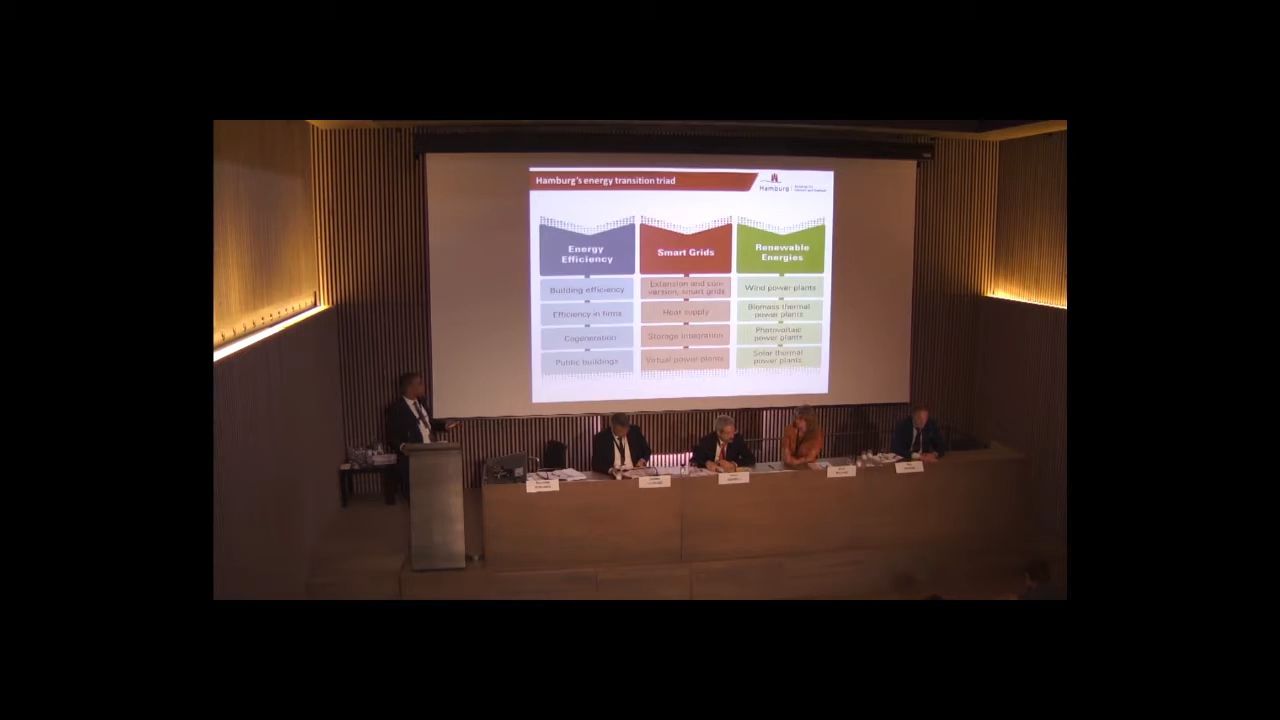 Hamburg's energy transition triad
Hamburg
Energy
Efficiency
Building efficiency
Efficiency in firms
Cogeneration
Public buildings
Smart Grids
Extension and con-
version, smart grids
Heat supply
Storage integration
Virtual power plants
Renewable
Energies
Wind power plants
Biomass thermal
power plants
Photovoltaic
power plants
Solar thermal
power plants